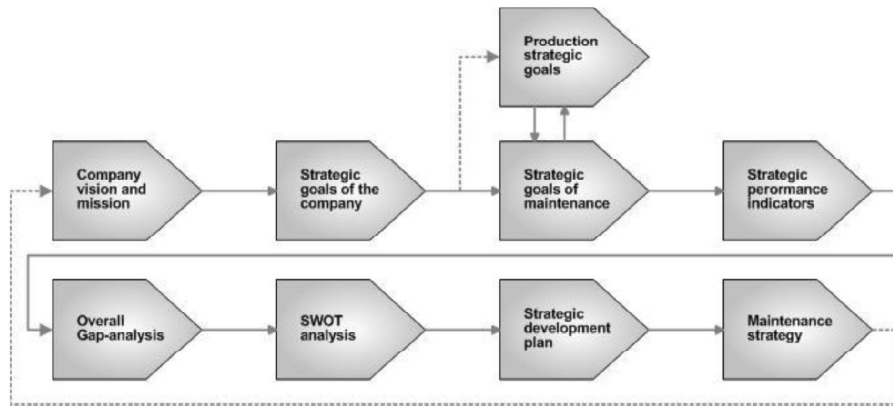 Production
strategic
goals
Company
vision and
mission
Strategic
goals of the
company
Strategic
goals of
maintenance
Strategic
perormance
indicators
Overall
Gap-analysis
SWOT
analysis
Strategic
development
plan
Maintenance
strategy